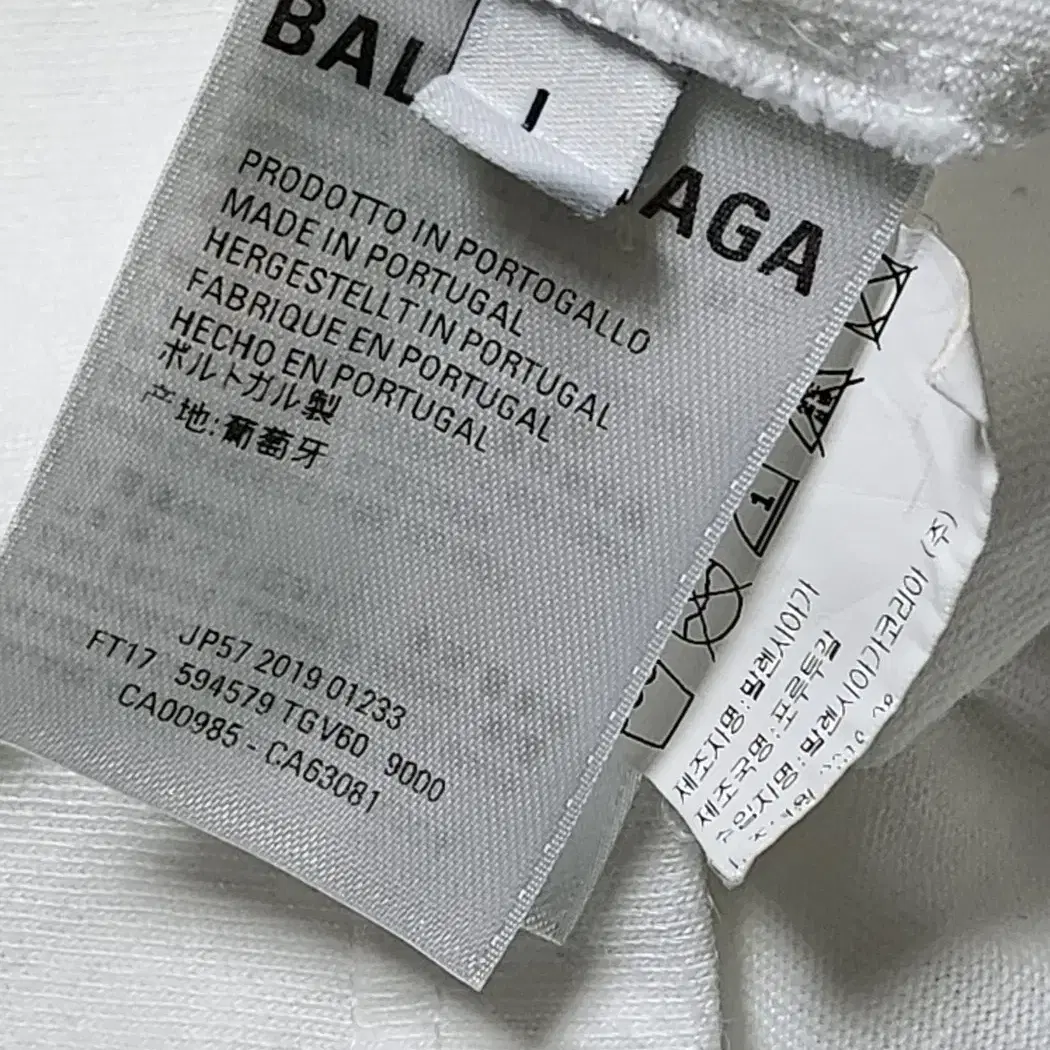 BAL AGA
I
PRODOTTO IN PORTOGALLO
MADE IN PORTUGAL
HERGESTELLT IN PORTUGAL
FABRIQUE EN PORTUGAL
HECHO EN PORTUGAL
ポルトガル製
产地:葡萄牙
JP57 2019 01233
FT17 594579 TGV60 9000
CA00985 - CA63081
1
제조자명:발렌시아가
제조국명:포루투갈
수입자명:발렌시아가코리아(주)